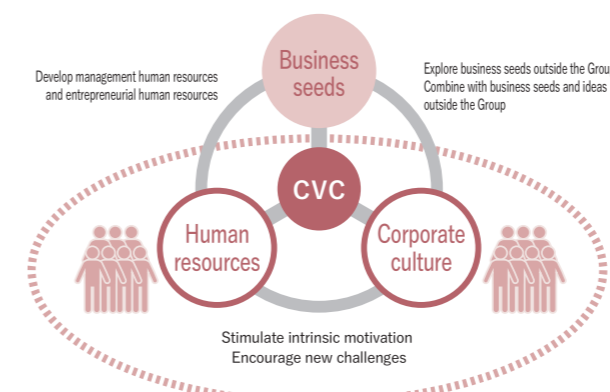 Business
seeds
Develop management human resources
and entrepreneurial human resources
Explore business seeds outside the
Combine with business seeds and ideas
outside the Group
CVC
Human
resources
Corporate
culture
Stimulate intrinsic motivation
Encourage new challenges